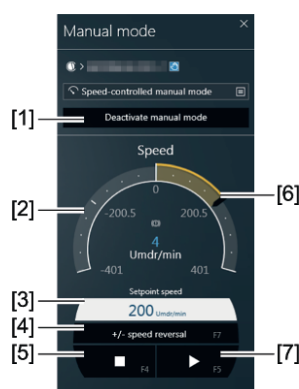 Manual mode ×
>
Speed-controlled manual mode
[1] Deactivate manual mode
Speed
[6]
[2]
0
-200.5 200.5
4
Umdr/min
-401 401
[3] Setpoint speed
200 Umdr/min
[4] +/- speed reversal F7
[5] F4 F5 [7]